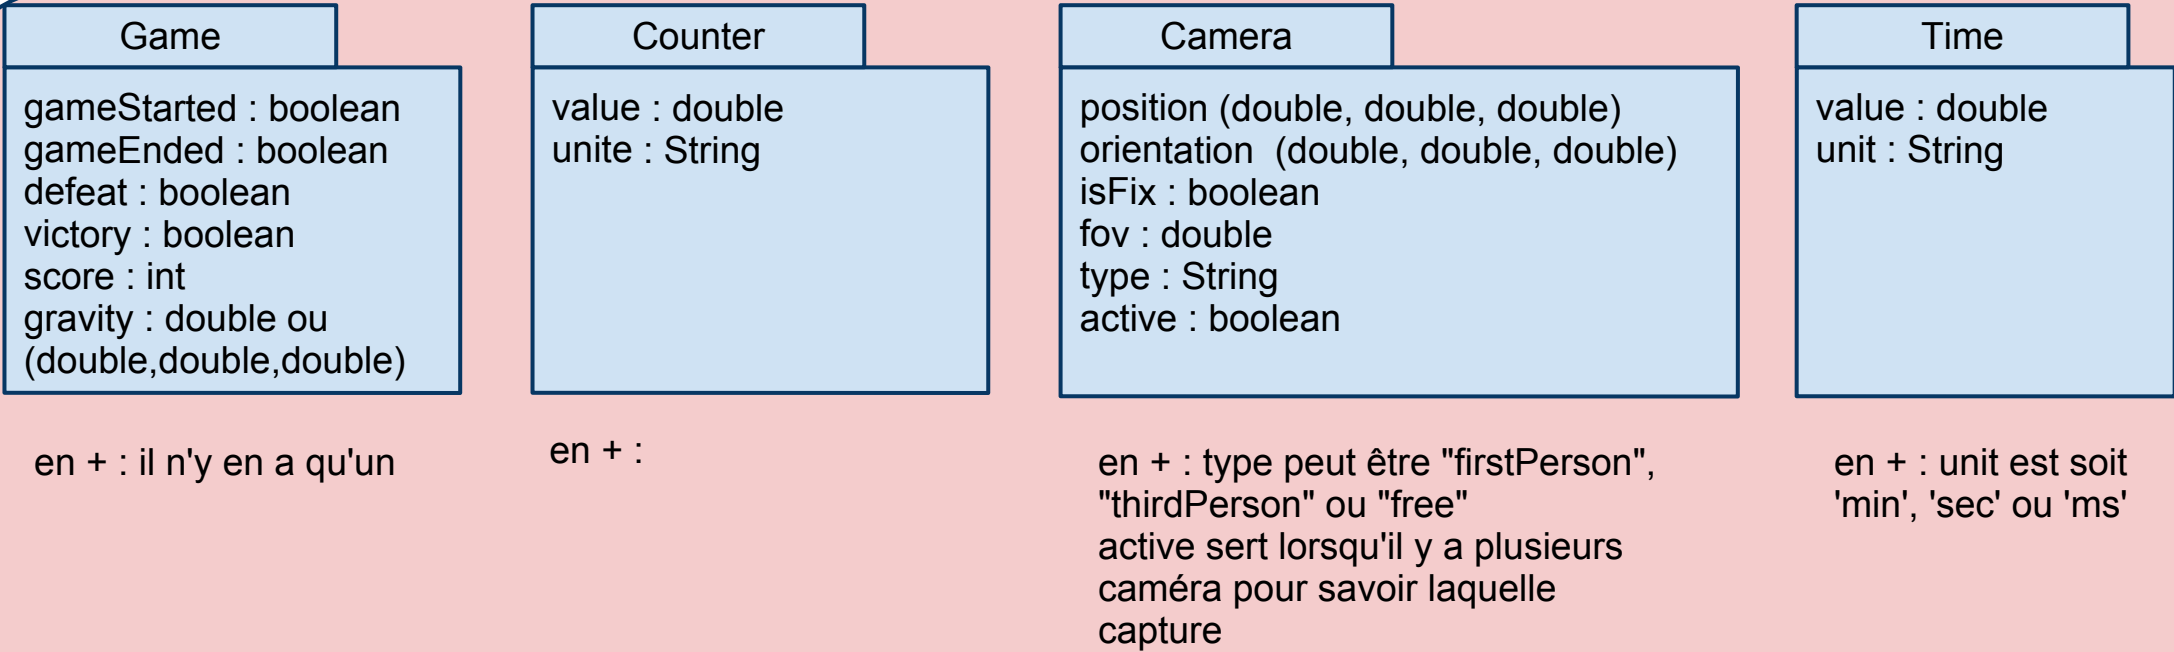 Game
gameStarted : boolean
gameEnded : boolean
defeat : boolean
victory : boolean
score : int
gravity : double ou
(double,double,double)
en + : il n'y en a qu'un
Counter
value : double
unite : String
en + :
Camera
position (double, double, double)
orientation  (double, double, double)
isFix : boolean
fov : double
type : String
active : boolean
en + : type peut être "firstPerson",
"thirdPerson" ou "free"
active sert lorsqu'il y a plusieurs
caméra pour savoir laquelle
capture
Time
value : double
unit : String
en + : unit est soit
'min', 'sec' ou 'ms'